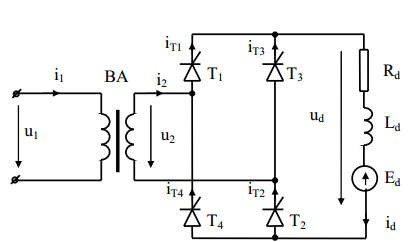 iT1 iT3
i1 BA i2 T1 T3 Rd
u1 u2 ud Ld
Ed
iT4 iT2
T4 T2 id